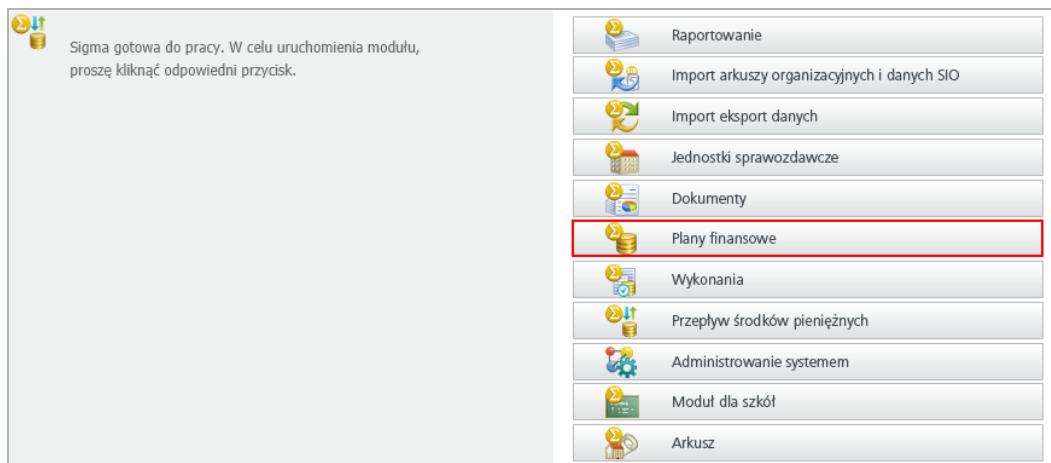 Sigma gotowa do pracy. W celu uruchomienia modułu,
proszę kliknąć odpowiedni przycisk.
Raportowanie
Import arkuszy organizacyjnych i danych SIO
Import eksport danych
Jednostki sprawozdawcze
Dokumenty
Plany finansowe
Wykonania
Przepływ środków pieniężnych
Administrowanie systemem
Moduł dla szkół
Arkusz